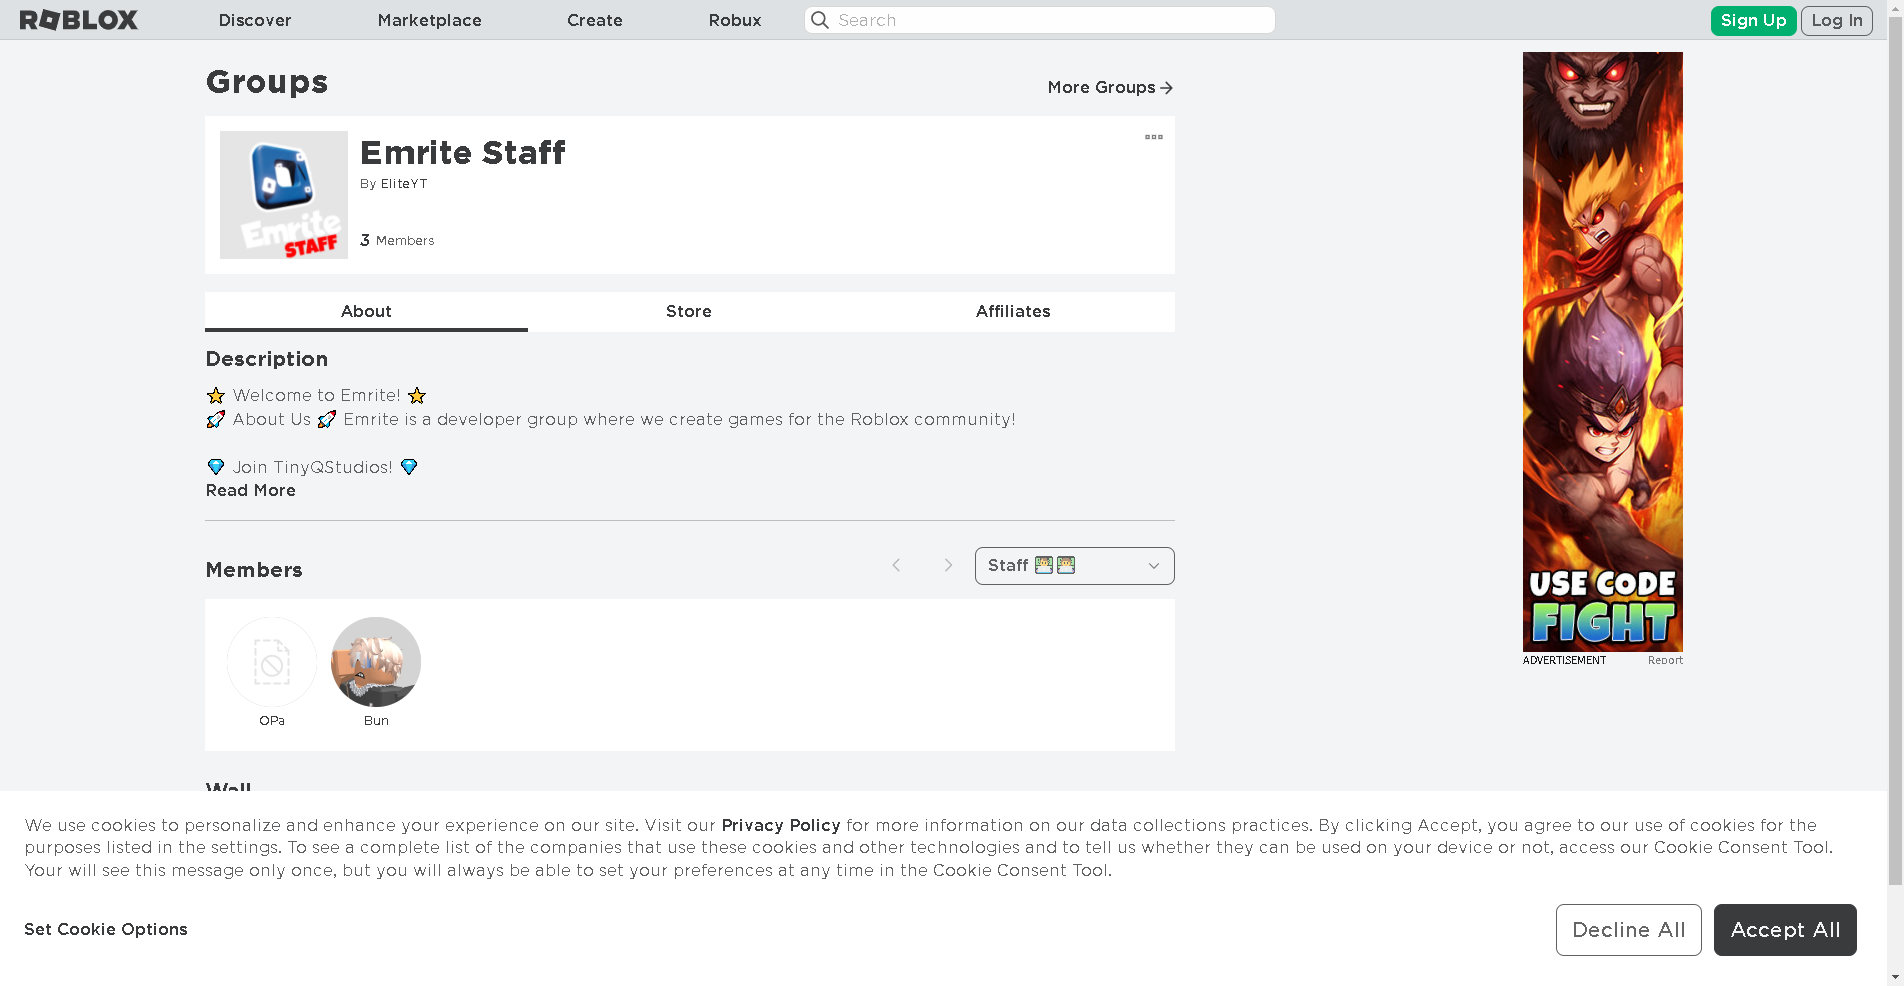 ROBLOX
Discover
Marketplace
Create
Robux
Search
Sign Up
Log In
Groups
More Groups
Emrite Staff
By EliteYT
3 Members
Emrite
STAFF
About
Store
Affiliates
Description
⭐ Welcome to Emrite! ⭐
🚀 About Us 🚀 Emrite is a developer group where we create games for the Roblox community!
💎 Join TinyQStudios! 💎
Read More
Members
Staff
OPa
Bun
Wall
USE CODE
FIGHT
ADVERTISEMENT
Report
We use cookies to personalize and enhance your experience on our site. Visit our Privacy Policy for more information on our data collections practices. By clicking Accept, you agree to our use of cookies for the
purposes listed in the settings. To see a complete list of the companies that use these cookies and other technologies and to tell us whether they can be used on your device or not, access our Cookie Consent Tool.
Your will see this message only once, but you will always be able to set your preferences at any time in the Cookie Consent Tool.
Set Cookie Options
Decline All
Accept All